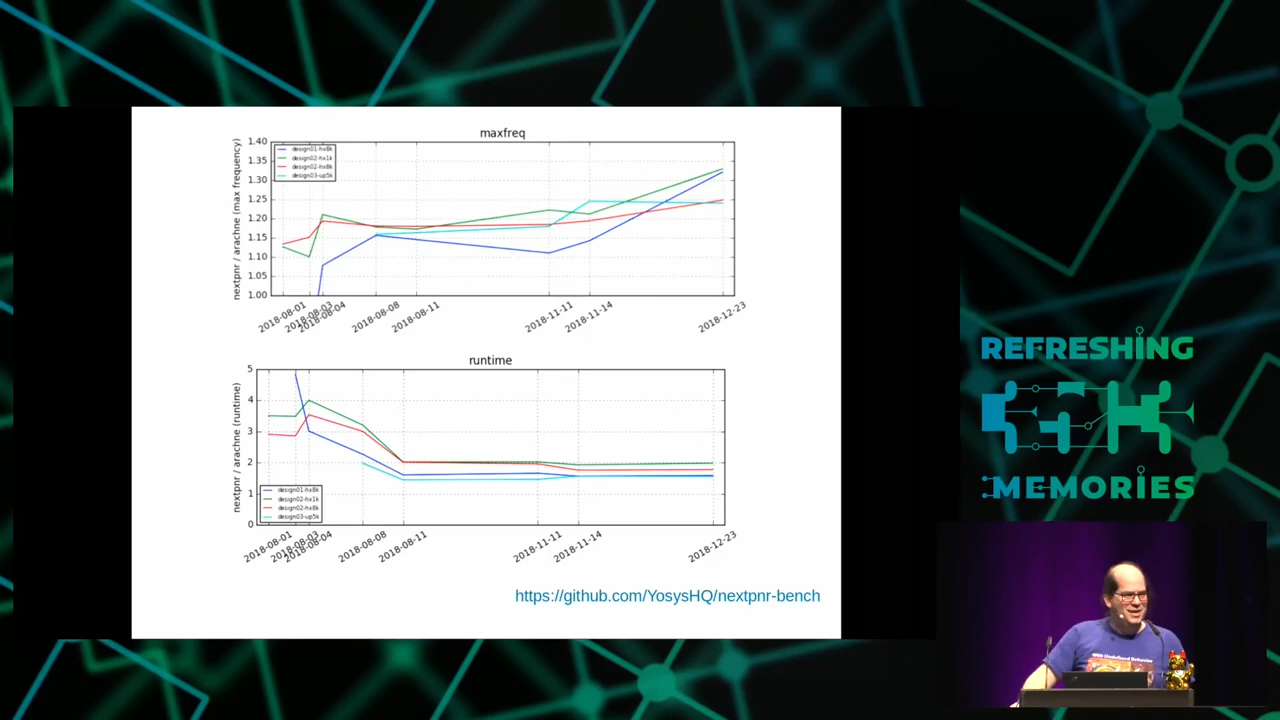 maxfreq
nextpnr / arachne (max frequency)
1.40
1.35
1.30
1.25
1.20
1.15
1.10
1.05
1.00
design01-hx8k
design02-hx1k
design02-hx8k
design03-up5k
2018-08-01
2018-08-03
2018-08-04
2018-08-08
2018-08-11
2018-11-11
2018-11-14
2018-12-23
runtime
nextpnr / arachne (runtime)
5
4
3
2
1
0
design01-hx8k
design02-hx1k
design02-hx8k
design03-up5k
2018-08-01
2018-08-03
2018-08-04
2018-08-08
2018-08-11
2018-11-11
2018-11-14
2018-12-23
https://github.com/YosysHQ/nextpnr-bench
REFRESHING
:MEMORIES
With Undefined Behavior